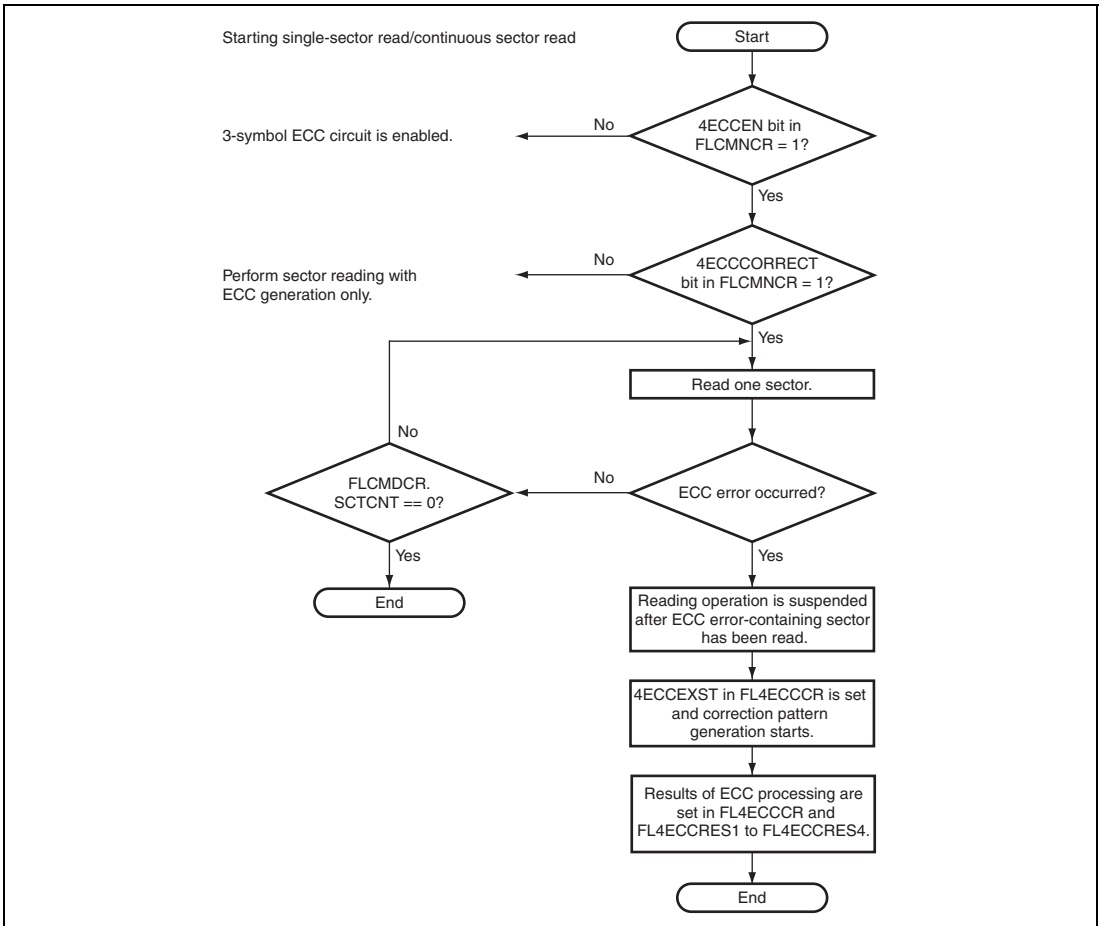 Starting single-sector read/continuous sector read
Start
3-symbol ECC circuit is enabled.
No
4ECCEN bit in
FLCMNCR = 1?
Yes
Perform sector reading with
ECC generation only.
No
4ECCCORRECT
bit in FLCMNCR = 1?
Yes
Read one sector.
No
FLCMDCR.
SCTCNT == 0?
No
ECC error occurred?
Yes
Yes
End
Reading operation is suspended
after ECC error-containing sector
has been read.
4ECCEXST in FL4ECCCR is set
and correction pattern
generation starts.
Results of ECC processing are
set in FL4ECCCR and
FL4ECCRES1 to FL4ECCRES4.
End